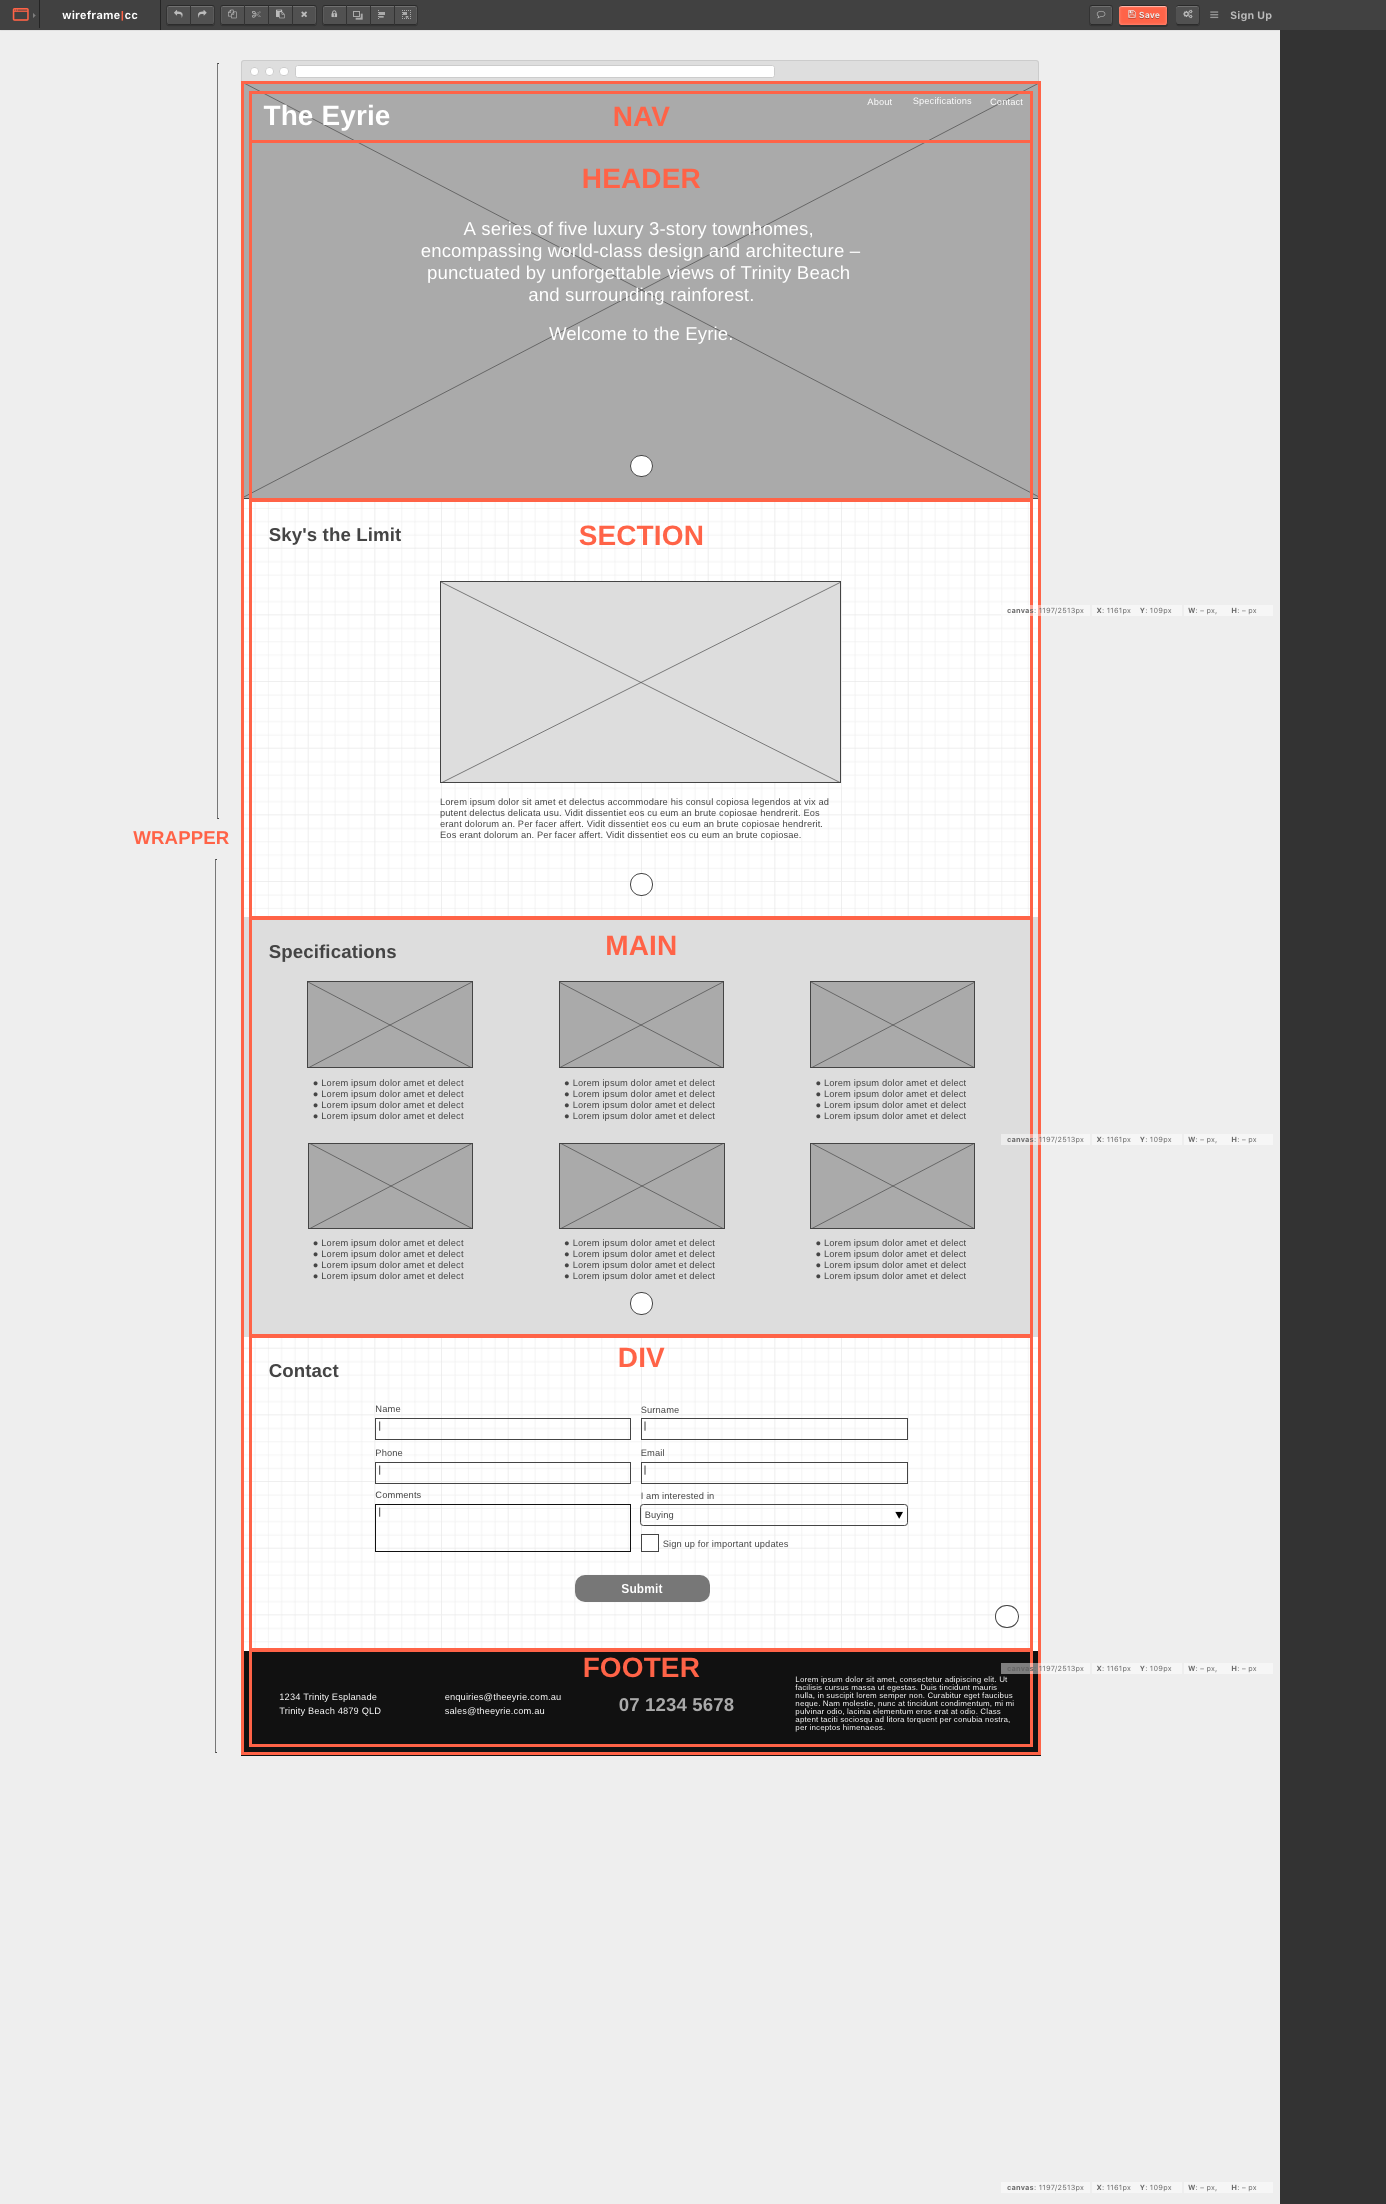 wireframe|cc
Save
Sign Up
The Eyrie
NAV
About
Specifications
Contact
HEADER
A series of five luxury 3-story townhomes,
encompassing world-class design and architecture –
punctuated by unforgettable views of Trinity Beach
and surrounding rainforest.
Welcome to the Eyrie.
Sky's the Limit
SECTION
canvas: 1197/2513px X: 1161px Y: 109px W: – px, H: – px
Lorem ipsum dolor sit amet et delectus accommodare his consul copiosa legendos at vix ad
putent delectus delicata usu. Vidit dissentiet eos cu eum an brute copiosae hendrerit. Eos
erant dolorum an. Per facer affert. Vidit dissentiet eos cu eum an brute copiosae hendrerit.
Eos erant dolorum an. Per facer affert. Vidit dissentiet eos cu eum an brute copiosae.
WRAPPER
Specifications
MAIN
● Lorem ipsum dolor amet et delect
● Lorem ipsum dolor amet et delect
● Lorem ipsum dolor amet et delect
● Lorem ipsum dolor amet et delect
● Lorem ipsum dolor amet et delect
● Lorem ipsum dolor amet et delect
● Lorem ipsum dolor amet et delect
● Lorem ipsum dolor amet et delect
● Lorem ipsum dolor amet et delect
● Lorem ipsum dolor amet et delect
● Lorem ipsum dolor amet et delect
● Lorem ipsum dolor amet et delect
canvas: 1197/2513px X: 1161px Y: 109px W: – px, H: – px
● Lorem ipsum dolor amet et delect
● Lorem ipsum dolor amet et delect
● Lorem ipsum dolor amet et delect
● Lorem ipsum dolor amet et delect
● Lorem ipsum dolor amet et delect
● Lorem ipsum dolor amet et delect
● Lorem ipsum dolor amet et delect
● Lorem ipsum dolor amet et delect
● Lorem ipsum dolor amet et delect
● Lorem ipsum dolor amet et delect
● Lorem ipsum dolor amet et delect
● Lorem ipsum dolor amet et delect
Contact
DIV
Name
Surname
Phone
Email
Comments
I am interested in
Buying
Sign up for important updates
Submit
FOOTER
canvas: 1197/2513px X: 1161px Y: 109px W: – px, H: – px
1234 Trinity Esplanade
Trinity Beach 4879 QLD
enquiries@theeyrie.com.au
sales@theeyrie.com.au
07 1234 5678
Lorem ipsum dolor sit amet, consectetur adipiscing elit. Ut
facilisis cursus massa ut egestas. Duis tincidunt mauris
nulla, in suscipit lorem semper non. Curabitur eget faucibus
neque. Nam molestie, nunc at tincidunt condimentum, mi mi
pulvinar odio, lacinia elementum eros erat at odio. Class
aptent taciti sociosqu ad litora torquent per conubia nostra,
per inceptos himenaeos.
canvas: 1197/2513px X: 1161px Y: 109px W: – px, H: – px